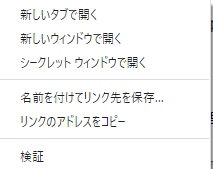 新しいタブで開く
新しいウィンドウで開く
シークレット ウィンドウで開く
名前を付けてリンク先を保存...
リンクのアドレスをコピー
検証